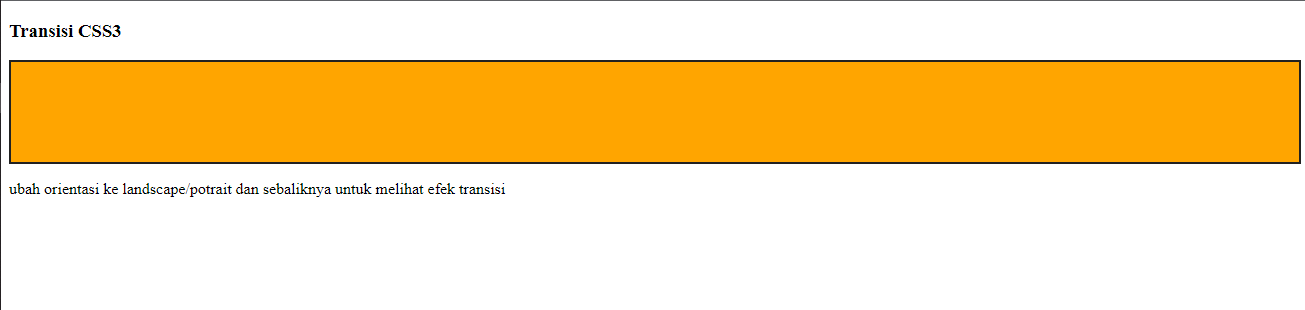 Transisi CSS3
ubah orientasi ke landscape/potrait dan sebaliknya untuk melihat efek transisi